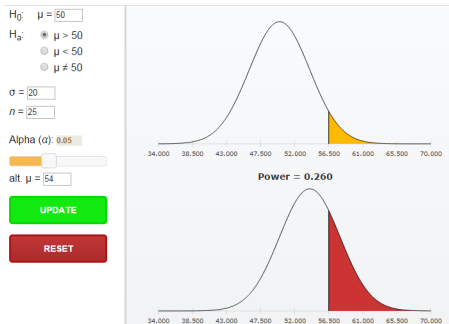 H0: μ = 50
Ha: μ > 50
μ < 50
μ ≠ 50
σ = 20
n = 25
Alpha (α): 0.05
alt. μ = 54
UPDATE
RESET
34.000 38.500 43.000 47.500 52.000 56.500 61.000 65.500 70.000
Power = 0.260
34.000 38.500 43.000 47.500 52.000 56.500 61.000 65.500 70.000